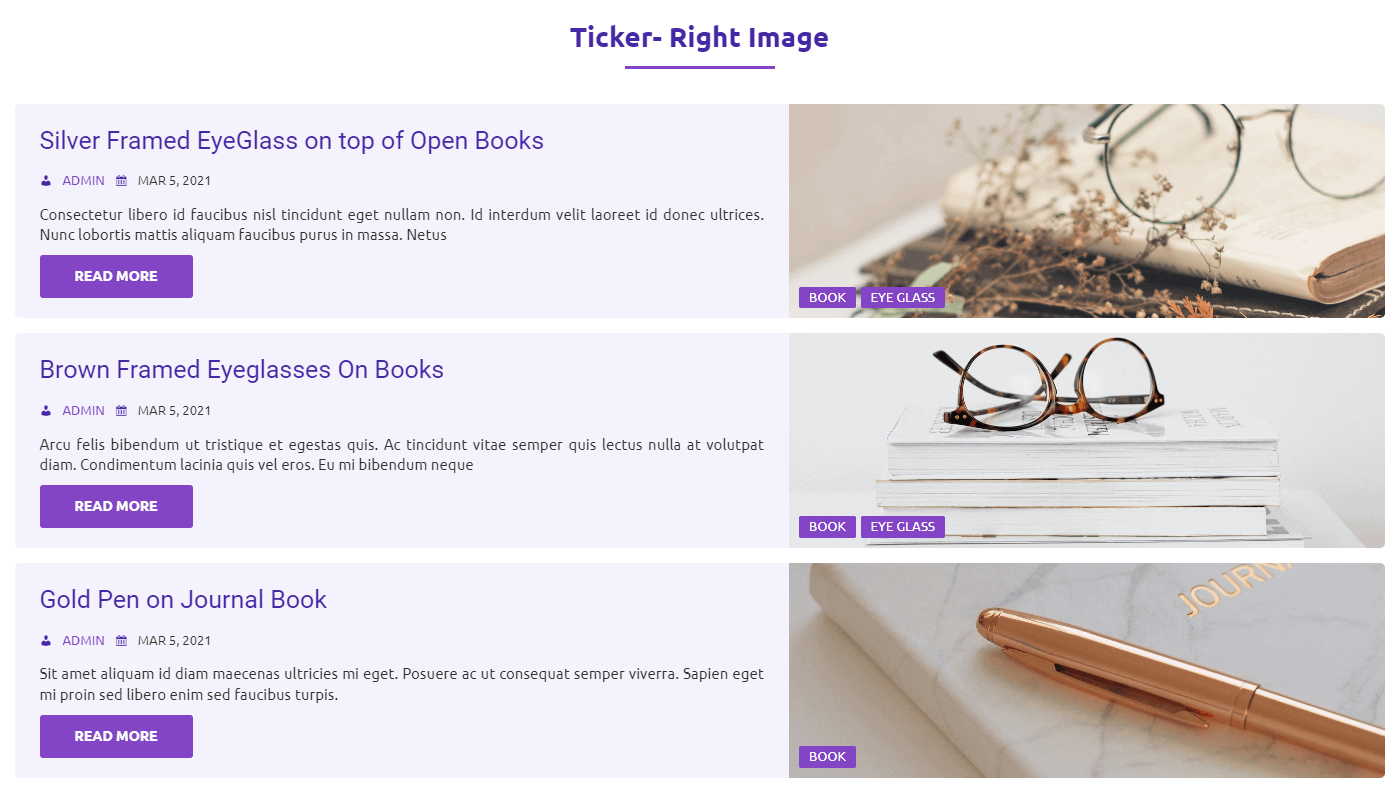 Ticker- Right Image
Silver Framed EyeGlass on top of Open Books
ADMIN MAR 5, 2021
Consectetur libero id faucibus nisl tincidunt eget nullam non. Id interdum velit laoreet id donec ultrices.
Nunc lobortis mattis aliquam faucibus purus in massa. Netus
READ MORE
BOOK EYE GLASS
Brown Framed Eyeglasses On Books
ADMIN MAR 5, 2021
Arcu felis bibendum ut tristique et egestas quis. Ac tincidunt vitae semper quis lectus nulla at volutpat
diam. Condimentum lacinia quis vel eros. Eu mi bibendum neque
READ MORE
BOOK EYE GLASS
Gold Pen on Journal Book
ADMIN MAR 5, 2021
Sit amet aliquam id diam maecenas ultricies mi eget. Posuere ac ut consequat semper viverra. Sapien eget
mi proin sed libero enim sed faucibus turpis.
READ MORE
JOURN
BOOK